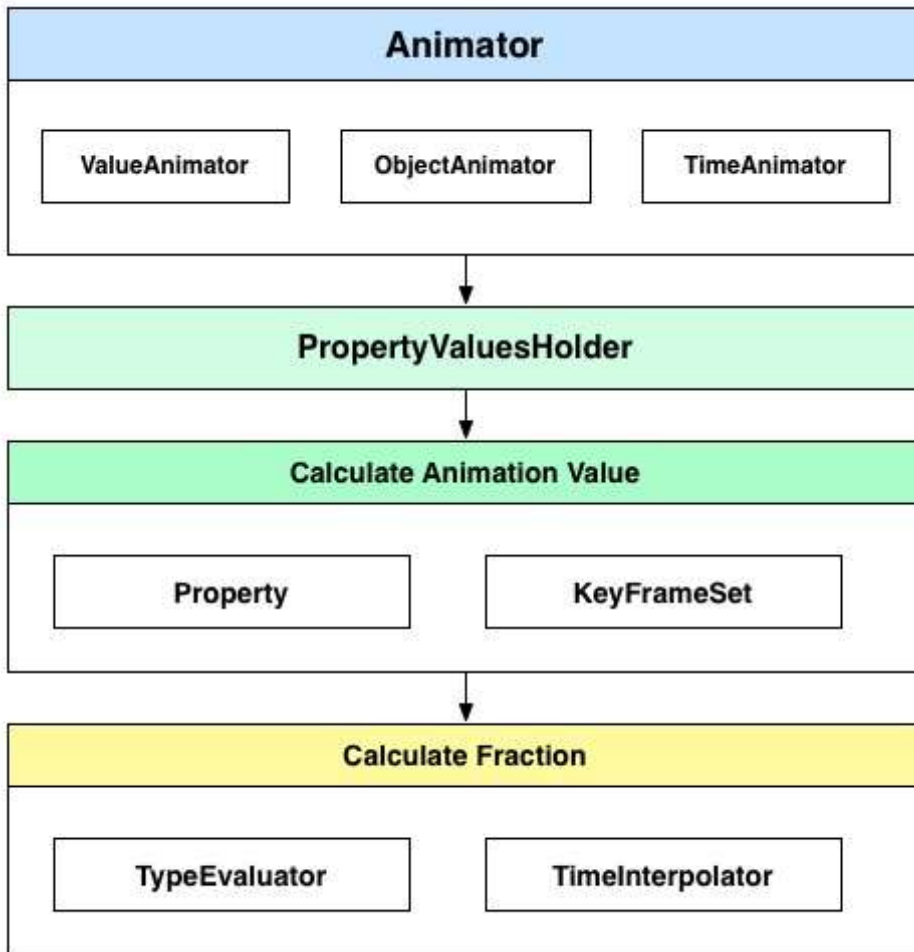 Animator
ValueAnimator ObjectAnimator TimeAnimator
PropertyValuesHolder
Calculate Animation Value
Property KeyFrameSet
Calculate Fraction
TypeEvaluator TimeInterpolator